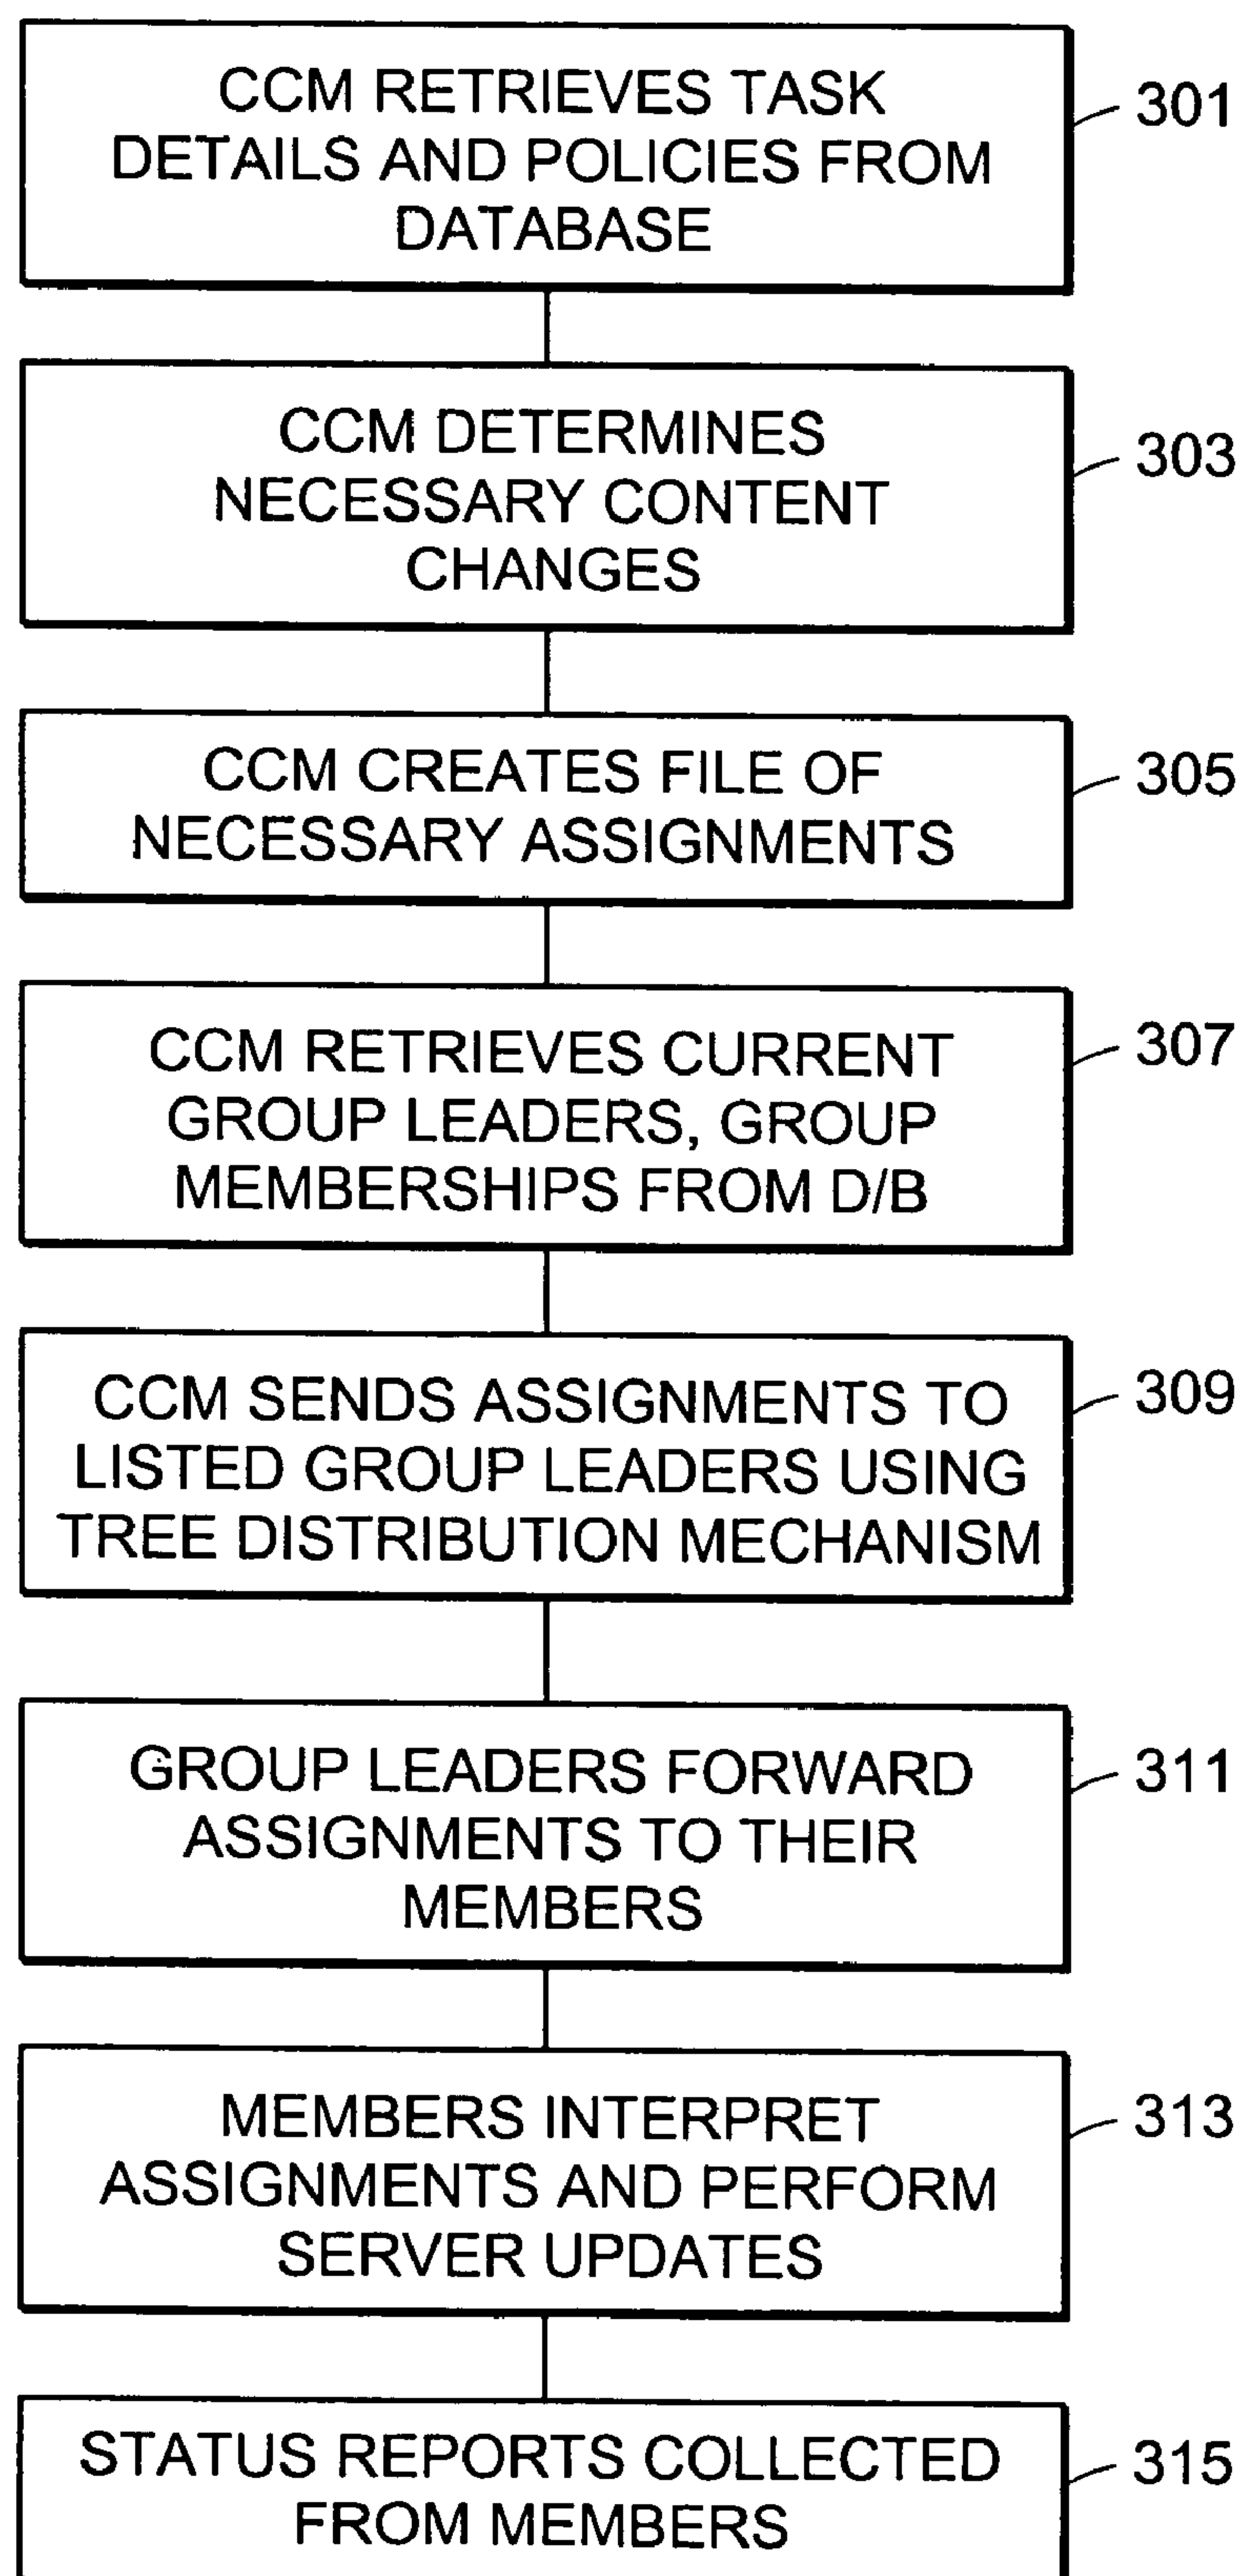 CCM RETRIEVES TASK
DETAILS AND POLICIES FROM
DATABASE
301
CCM DETERMINES
NECESSARY CONTENT
CHANGES
303
CCM CREATES FILE OF
NECESSARY ASSIGNMENTS
305
CCM RETRIEVES CURRENT
GROUP LEADERS, GROUP
MEMBERSHIPS FROM D/B
307
CCM SENDS ASSIGNMENTS TO
LISTED GROUP LEADERS USING
TREE DISTRIBUTION MECHANISM
309
GROUP LEADERS FORWARD
ASSIGNMENTS TO THEIR
MEMBERS
311
MEMBERS INTERPRET
ASSIGNMENTS AND PERFORM
SERVER UPDATES
313
STATUS REPORTS COLLECTED
FROM MEMBERS
315